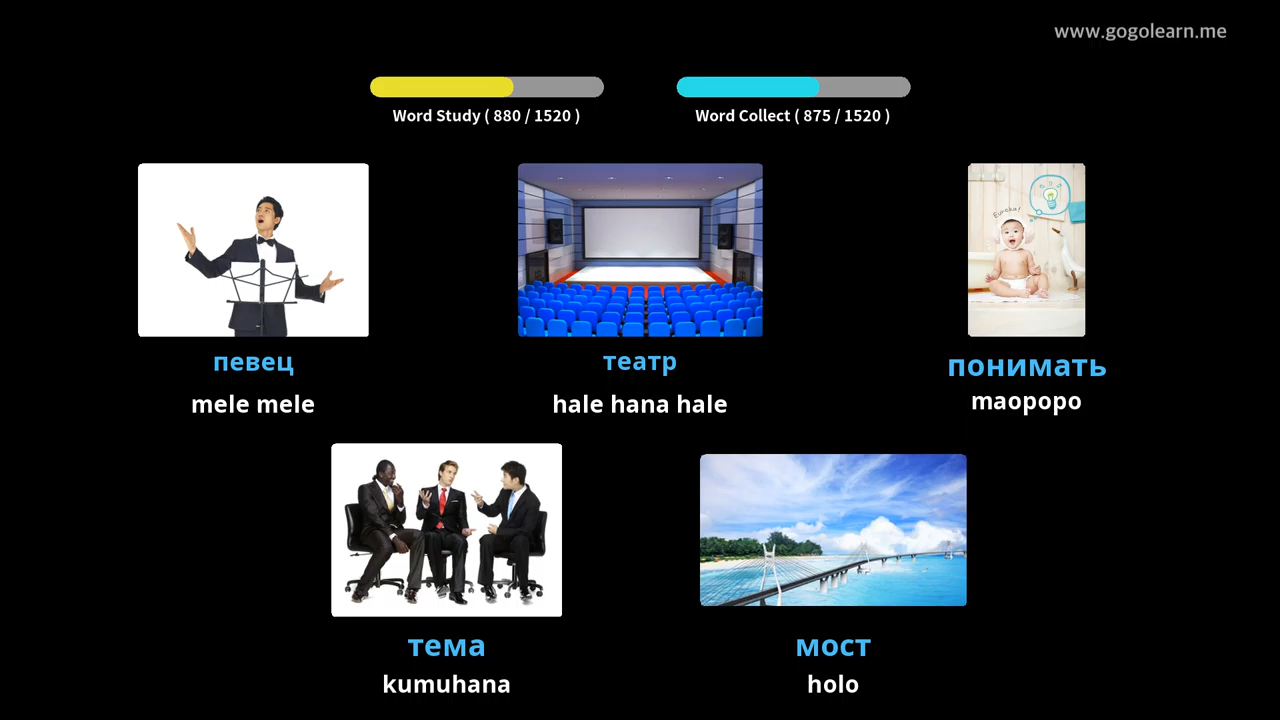 www.gogolearn.me
Word Study ( 880 / 1520 )
Word Collect ( 875 / 1520 )
Eureka!
певец
mele mele
театр
hale hana hale
понимать
maopopo
тема
kumuhana
мост
holo